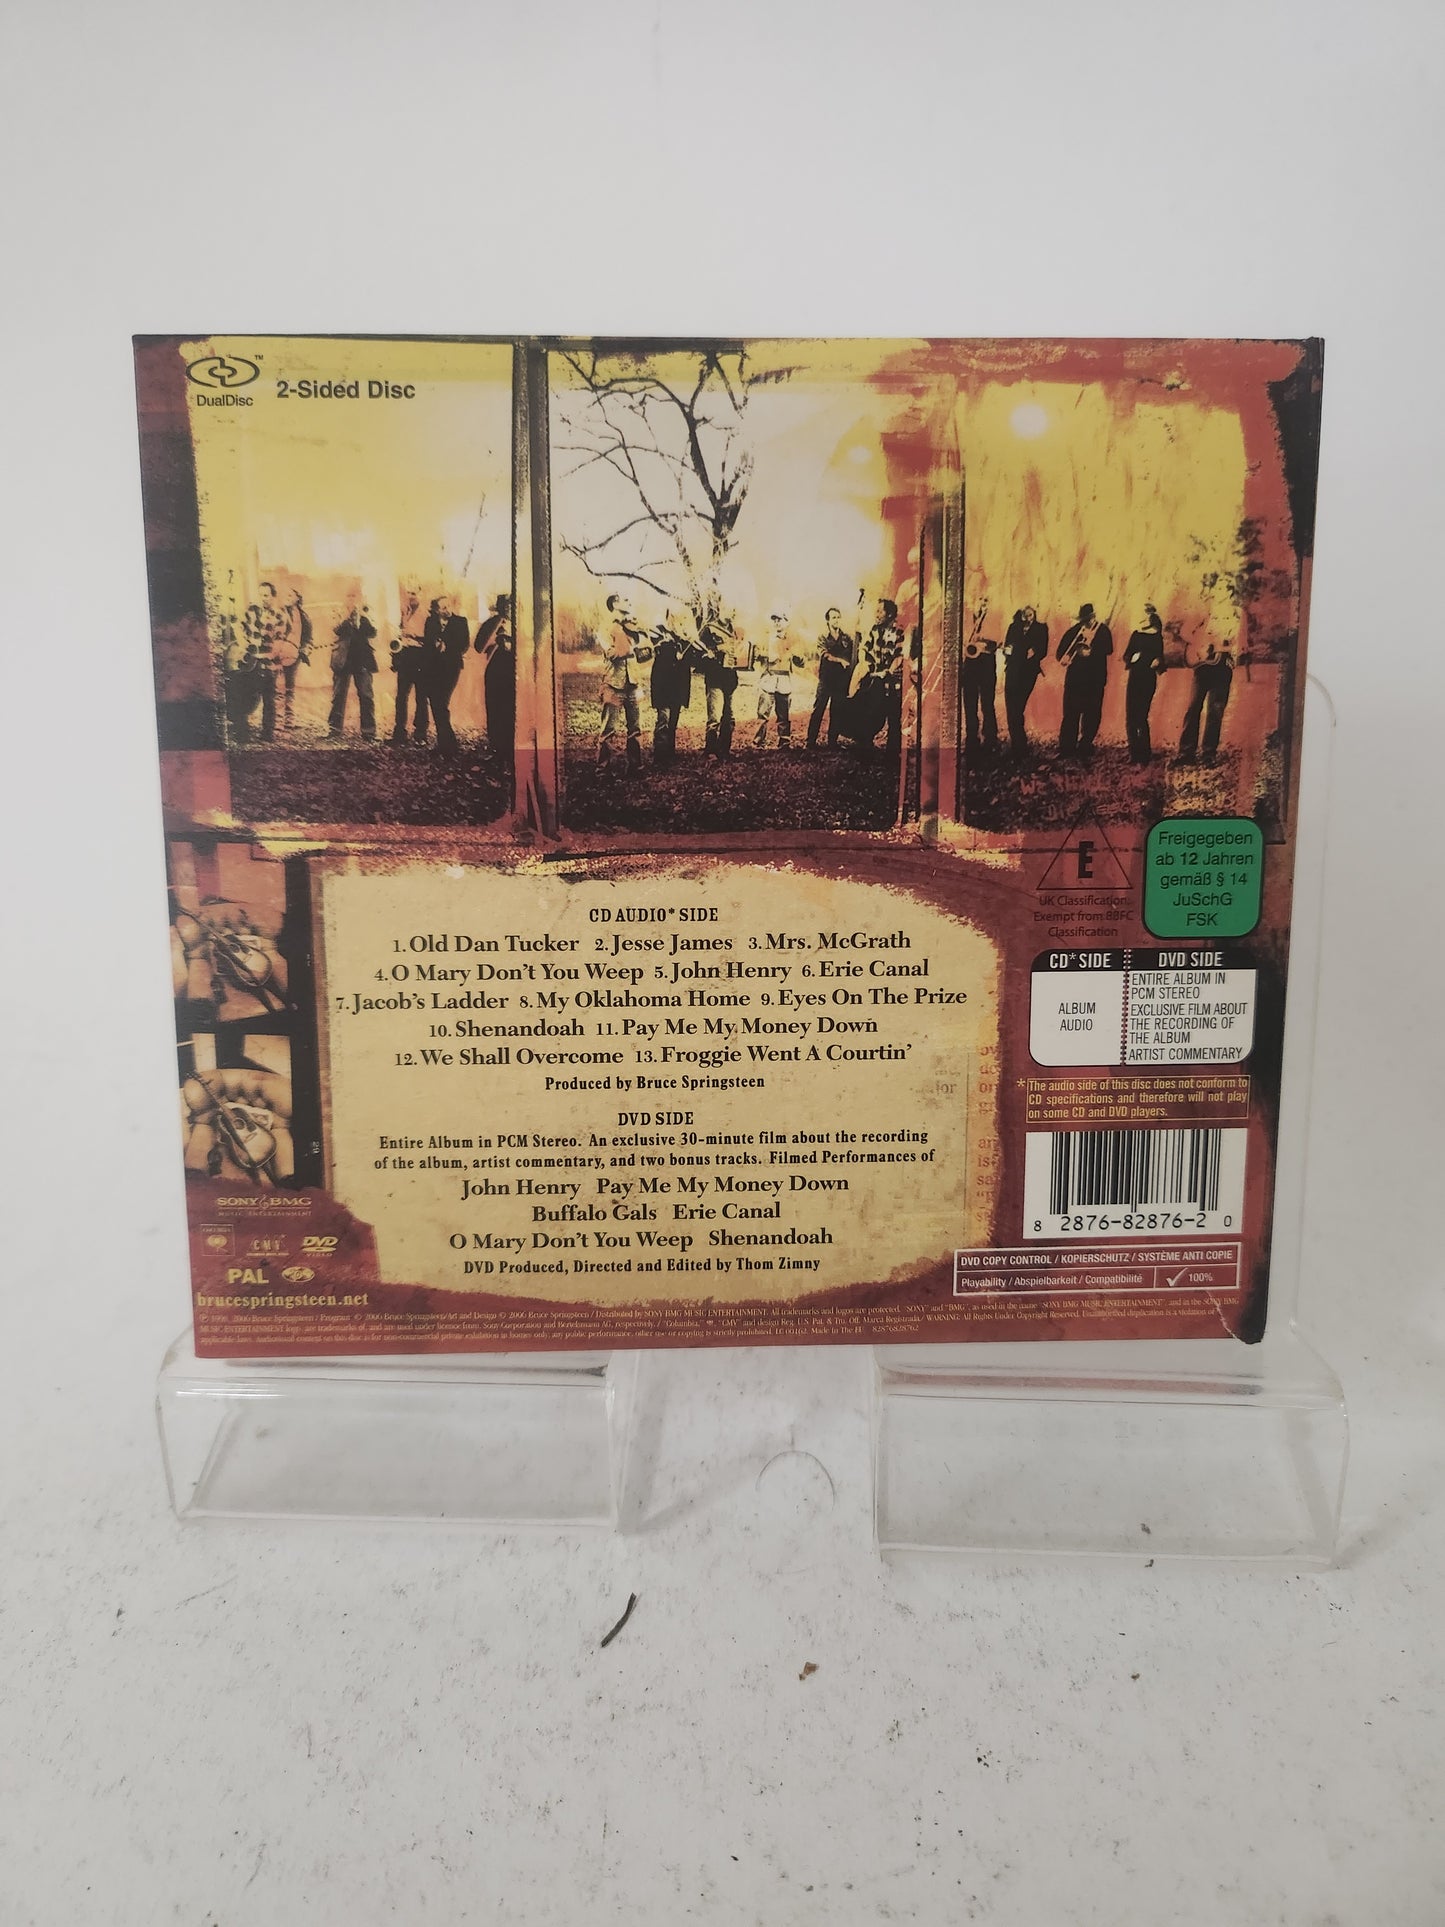 DualDisc
TM
2-Sided Disc
E
UK Classification.
Exempt from BBFC
Classification
Freigegeben
ab 12 Jahren
gemäß § 14
JuSchG
FSK
CD AUDIO* SIDE
1. Old Dan Tucker 2. Jesse James 3. Mrs. McGrath
4. O Mary Don't You Weep 5. John Henry 6. Erie Canal
7. Jacob's Ladder 8. My Oklahoma Home 9. Eyes On The Prize
10. Shenandoah 11. Pay Me My Money Down
12. We Shall Overcome 13. Froggie Went A Courtin'
Produced by Bruce Springsteen
DVD SIDE
Entire Album in PCM Stereo. An exclusive 30-minute film about the recording
of the album, artist commentary, and two bonus tracks. Filmed Performances of
John Henry Pay Me My Money Down
Buffalo Gals Erie Canal
O Mary Don't You Weep Shenandoah
DVD Produced, Directed and Edited by Thom Zimny
CD* SIDE DVD SIDE
ALBUM
AUDIO
ENTIRE ALBUM IN
PCM STEREO
EXCLUSIVE FILM ABOUT
THE RECORDING OF
THE ALBUM
ARTIST COMMENTARY
* The audio side of this disc does not conform to
CD specifications and therefore will not play
on some CD and DVD players.
8 2876-82876-2 0
DVD COPY CONTROL / KOPIERSCHUTZ / SYSTÈME ANTI COPIE
Playability / Abspielbarkeit / Compatibilité 100%
29
SONY BMG
MUSIC ENTERTAINMENT
CMV
DVD
VIDEO
PAL
brucespringsteen.net